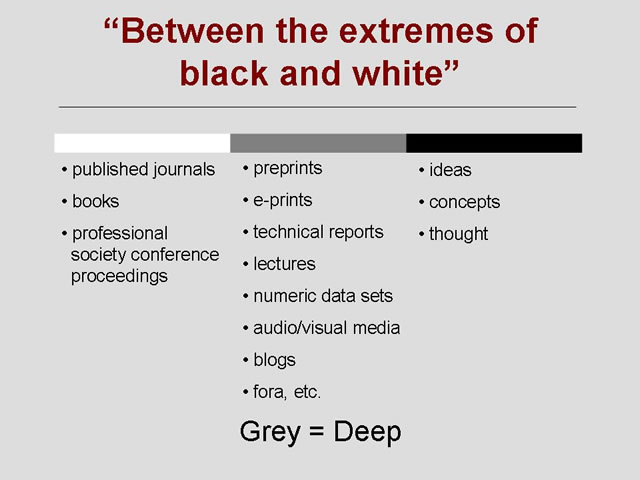 “Between the extremes of
black and white”
• published journals
• books
• professional
society conference
proceedings
• preprints
• e-prints
• technical reports
• lectures
• numeric data sets
• audio/visual media
• blogs
• fora, etc.
• ideas
• concepts
• thought
Grey = Deep